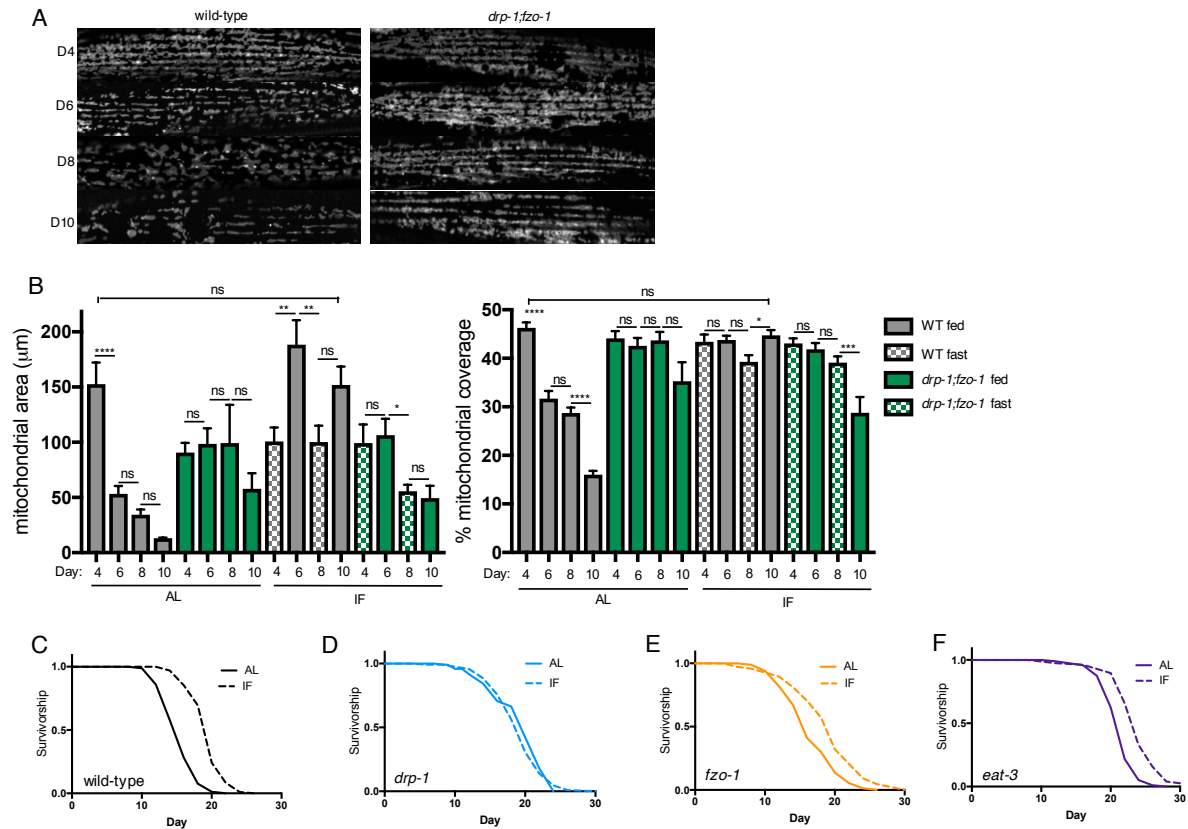 A
wild-type
drp-1;fzo-1
D4
D6
D8
D10
B
mitochondrial area (μm)
200
150
100
50
0
****
ns
ns
ns
ns
ns
ns
**
**
ns
ns
*
ns
Day: 4 6 8 10 4 6 8 10 4 6 8 10 4 6 8 10
AL
IF
% mitochondrial coverage
50
40
30
20
10
0
ns
****
ns
****
ns
ns
ns
ns
ns
*
ns
ns
***
Day: 4 6 8 10 4 6 8 10 4 6 8 10 4 6 8 10
AL
IF
WT fed
WT fast
drp-1;fzo-1 fed
drp-1;fzo-1 fast
C
Survivorship
1.0
0.5
1.0
AL
IF
wild-type
0 10 20 30
Day
D
Survivorship
1.0
0.5
1.0
AL
IF
drp-1
0 10 20 30
Day
E
Survivorship
1.0
0.5
1.0
AL
IF
fzo-1
0 10 20 30
Day
F
Survivorship
1.0
0.5
1.0
AL
IF
eat-3
0 10 20 30
Day